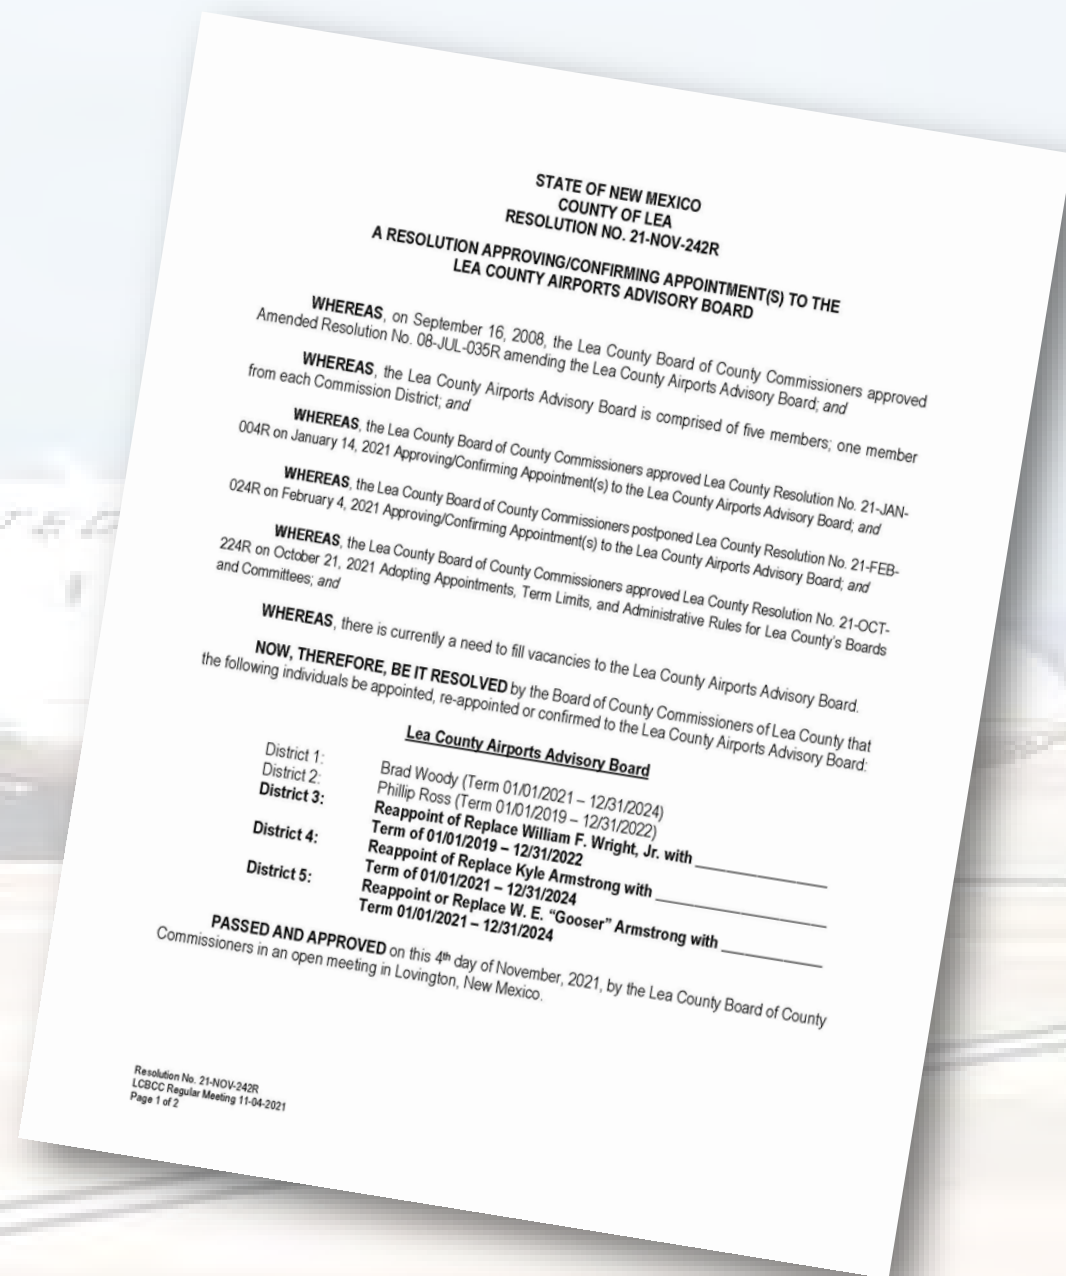 STATE OF NEW MEXICO
COUNTY OF LEA
RESOLUTION NO. 21-NOV-242R
A RESOLUTION APPROVING/CONFIRMING APPOINTMENT(S) TO THE
LEA COUNTY AIRPORTS ADVISORY BOARD
WHEREAS, on September 16, 2008, the Lea County Board of County Commissioners approved
Amended Resolution No. 08-JUL-035R amending the Lea County Airports Advisory Board; and
WHEREAS, the Lea County Airports Advisory Board is comprised of five members; one member
from each Commission District; and
WHEREAS, the Lea County Board of County Commissioners approved Lea County Resolution No. 21-JAN-
004R on January 14, 2021 Approving/Confirming Appointment(s) to the Lea County Airports Advisory Board; and
WHEREAS, the Lea County Board of County Commissioners postponed Lea County Resolution No. 21-FEB-
024R on February 4, 2021 Approving/Confirming Appointment(s) to the Lea County Airports Advisory Board; and
WHEREAS, the Lea County Board of County Commissioners approved Lea County Resolution No. 21-OCT-
224R on October 21, 2021 Adopting Appointments, Term Limits, and Administrative Rules for Lea County's Boards
and Committees; and
WHEREAS, there is currently a need to fill vacancies to the Lea County Airports Advisory Board.
NOW, THEREFORE, BE IT RESOLVED by the Board of County Commissioners of Lea County that
the following individuals be appointed, re-appointed or confirmed to the Lea County Airports Advisory Board:
Lea County Airports Advisory Board
District 1: Brad Woody (Term 01/01/2021 – 12/31/2024)
District 2: Phillip Ross (Term 01/01/2019 – 12/31/2022)
District 3: Reappoint of Replace William F. Wright, Jr. with ____________________
Term of 01/01/2019 – 12/31/2022
District 4: Reappoint of Replace Kyle Armstrong with ____________________
Term of 01/01/2021 – 12/31/2024
District 5: Reappoint or Replace W. E. “Gooser” Armstrong with ____________________
Term 01/01/2021 – 12/31/2024
PASSED AND APPROVED on this 4th day of November, 2021, by the Lea County Board of County
Commissioners in an open meeting in Lovington, New Mexico.
Resolution No. 21-NOV-242R
LCBCC Regular Meeting 11-04-2021
Page 1 of 2